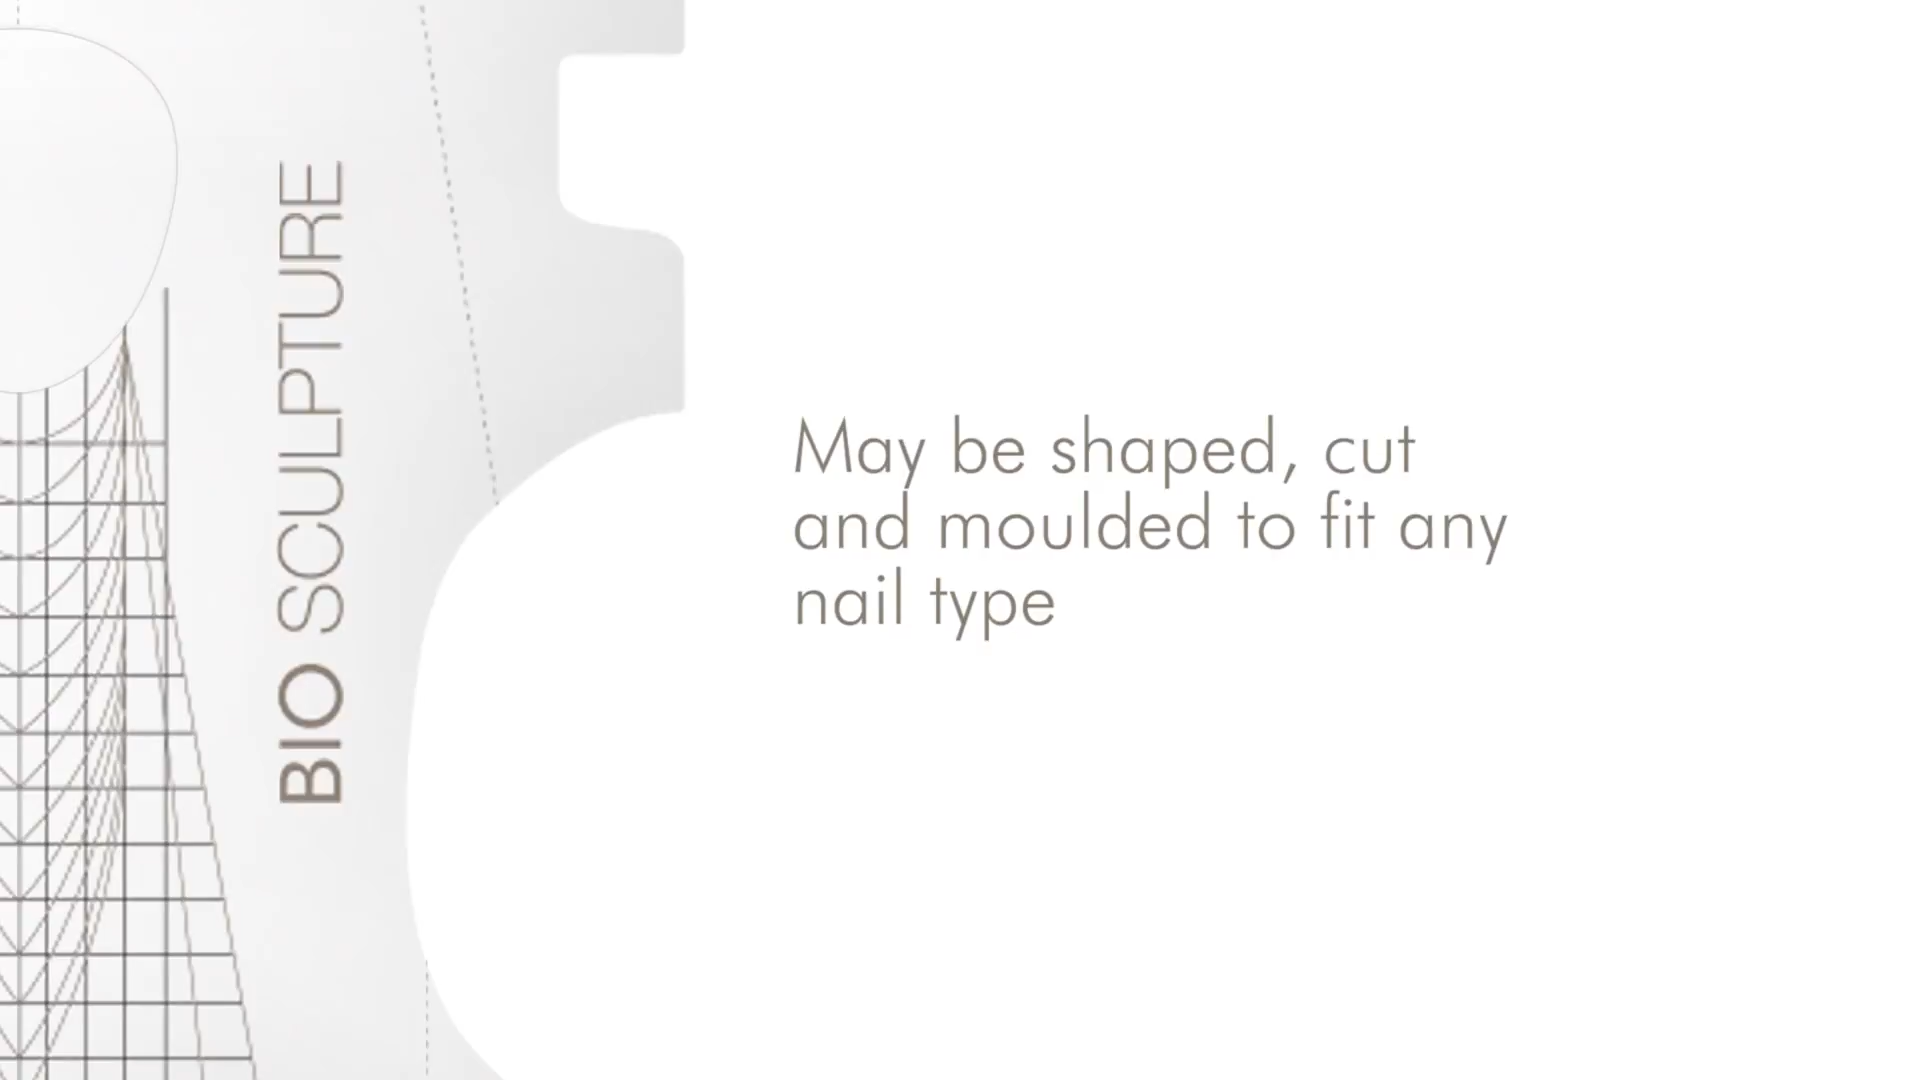 BIO SCULPTURE
May be shaped, cut
and moulded to fit any
nail type